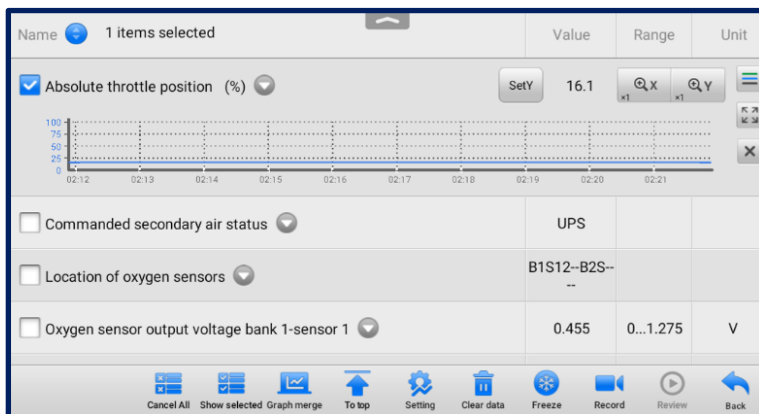 Name 1 items selected Value Range Unit
Absolute throttle position (%) SetY 16.1 ×1 X ×1 Y
100
75
50
25
0
02:12 02:13 02:14 02:15 02:16 02:17 02:18 02:19 02:20 02:21
Commanded secondary air status UPS
Location of oxygen sensors B1S12--B2S--
--
Oxygen sensor output voltage bank 1-sensor 1 0.455 0...1.275 V
Cancel All Show selected Graph merge To top Setting Clear data Freeze Record Review Back